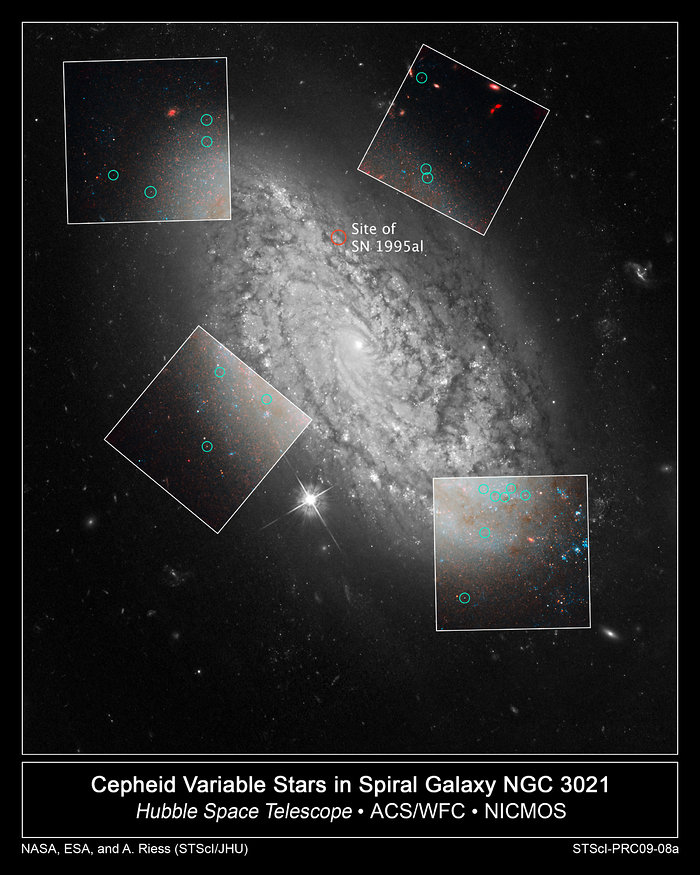 Site of
SN 1995al
Cepheid Variable Stars in Spiral Galaxy NGC 3021
Hubble Space Telescope • ACS/WFC • NICMOS
NASA, ESA, and A. Riess (STScI/JHU)
STScI-PRC09-08a